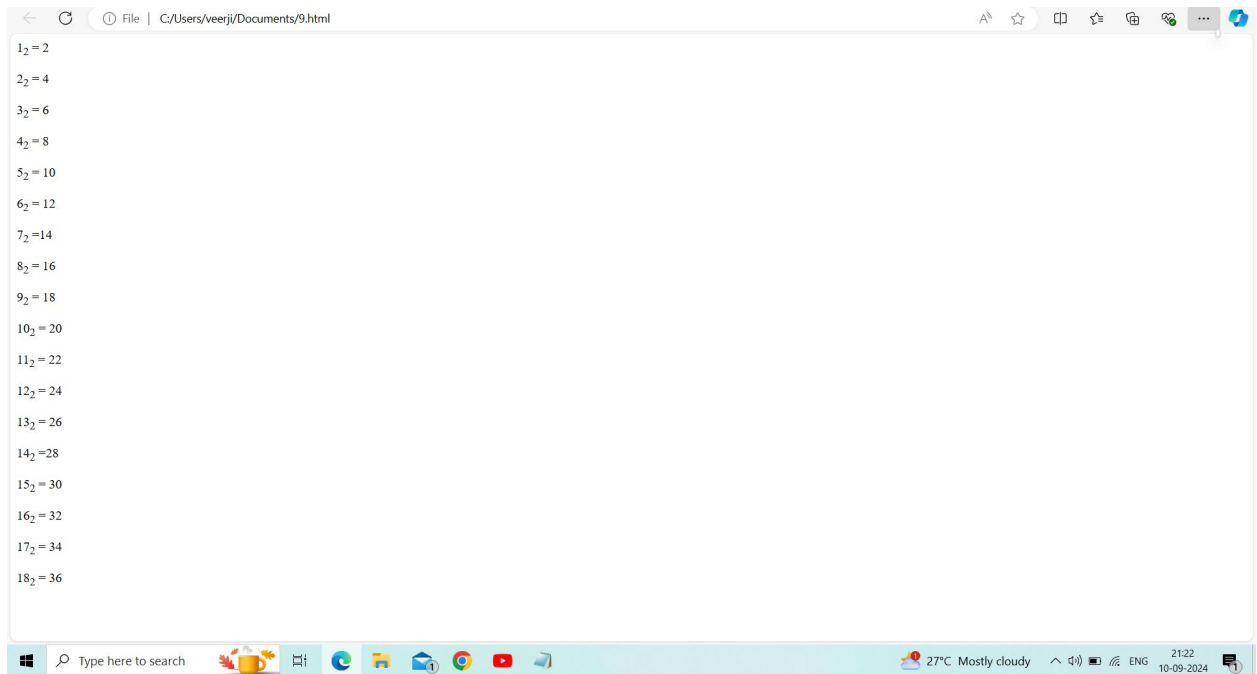 File | C:/Users/veerji/Documents/9.html
1₂ = 2
2₂ = 4
3₂ = 6
4₂ = 8
5₂ = 10
6₂ = 12
7₂ =14
8₂ = 16
9₂ = 18
10₂ = 20
11₂ = 22
12₂ = 24
13₂ = 26
14₂ =28
15₂ = 30
16₂ = 32
17₂ = 34
18₂ = 36
Type here to search
1
27°C Mostly cloudy
ENG
21:22
10-09-2024
1